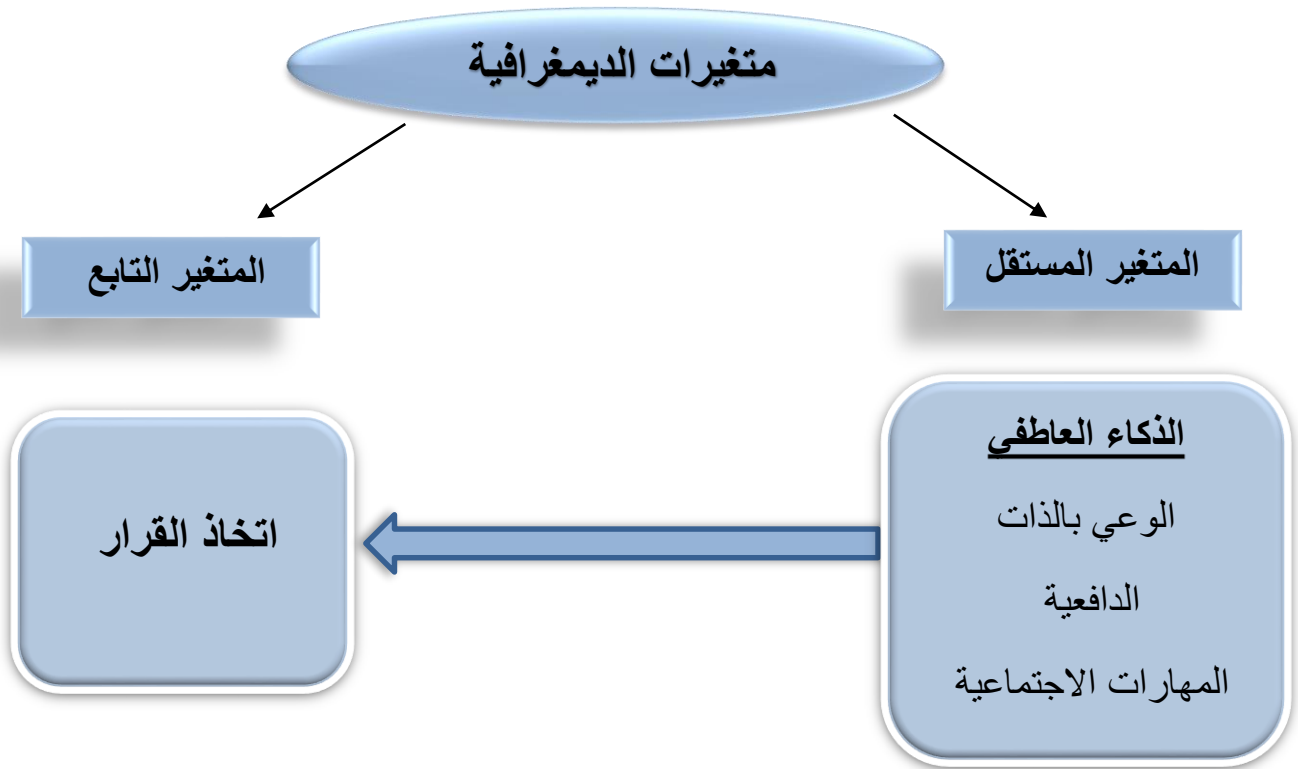 متغيرات الديمغرافية
المتغير المستقل
المتغير التابع
الذكاء العاطفي
الوعي بالذات
الدافعية
المهارات الاجتماعية
اتخاذ القرار